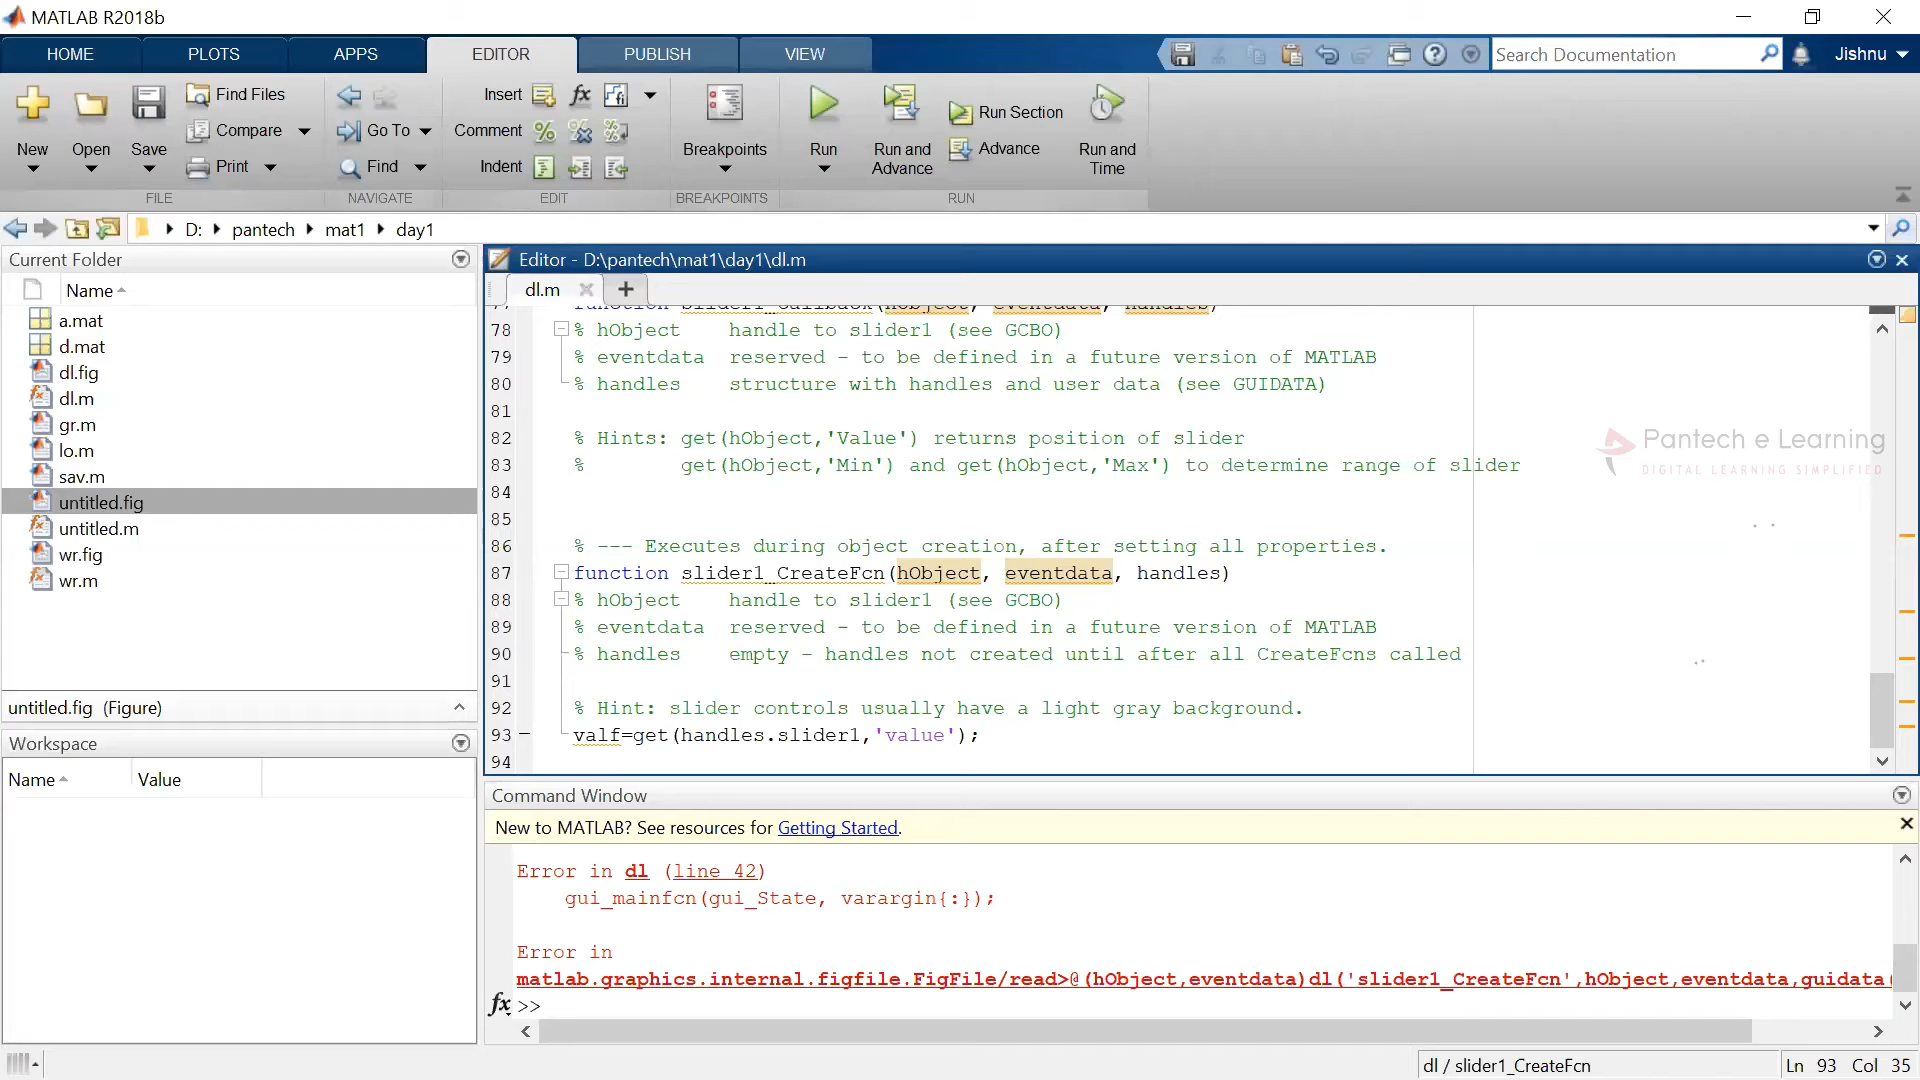 MATLAB R2018b
HOME PLOTS APPS EDITOR PUBLISH VIEW Search Documentation Jishnu
New Open Save Find Files Compare Print
Go To Find
Insert Comment Indent
Breakpoints
Run Run and Advance Run Section Advance Run and Time
FILE NAVIGATE EDIT BREAKPOINTS RUN
D: pantech mat1 day1
Current Folder
Name
a.mat
d.mat
dl.fig
dl.m
gr.m
lo.m
sav.m
untitled.fig
untitled.m
wr.fig
wr.m
untitled.fig (Figure)
Workspace
Name Value
Editor - D:\pantech\mat1\day1\dl.m
dl.m
77 function slider1_Callback(hObject, eventdata, handles)
78 % hObject    handle to slider1 (see GCBO)
79 % eventdata  reserved - to be defined in a future version of MATLAB
80 % handles    structure with handles and user data (see GUIDATA)
81
82 % Hints: get(hObject,'Value') returns position of slider
83 %        get(hObject,'Min') and get(hObject,'Max') to determine range of slider
84
85
86 % --- Executes during object creation, after setting all properties.
87 function slider1_CreateFcn(hObject, eventdata, handles)
88 % hObject    handle to slider1 (see GCBO)
89 % eventdata  reserved - to be defined in a future version of MATLAB
90 % handles    empty - handles not created until after all CreateFcns called
91
92 % Hint: slider controls usually have a light gray background.
93 valf=get(handles.slider1,'value');
94
Pantech e Learning
DIGITAL LEARNING SIMPLIFIED
Command Window
New to MATLAB? See resources for Getting Started.
Error in dl (line 42)
gui_mainfcn(gui_State, varargin{:});
Error in
matlab.graphics.internal.figfile.FigFile/read>@(hObject,eventdata)dl('slider1_CreateFcn',hObject,eventdata,guidata(
fx >>
dl / slider1_CreateFcn Ln 93 Col 35